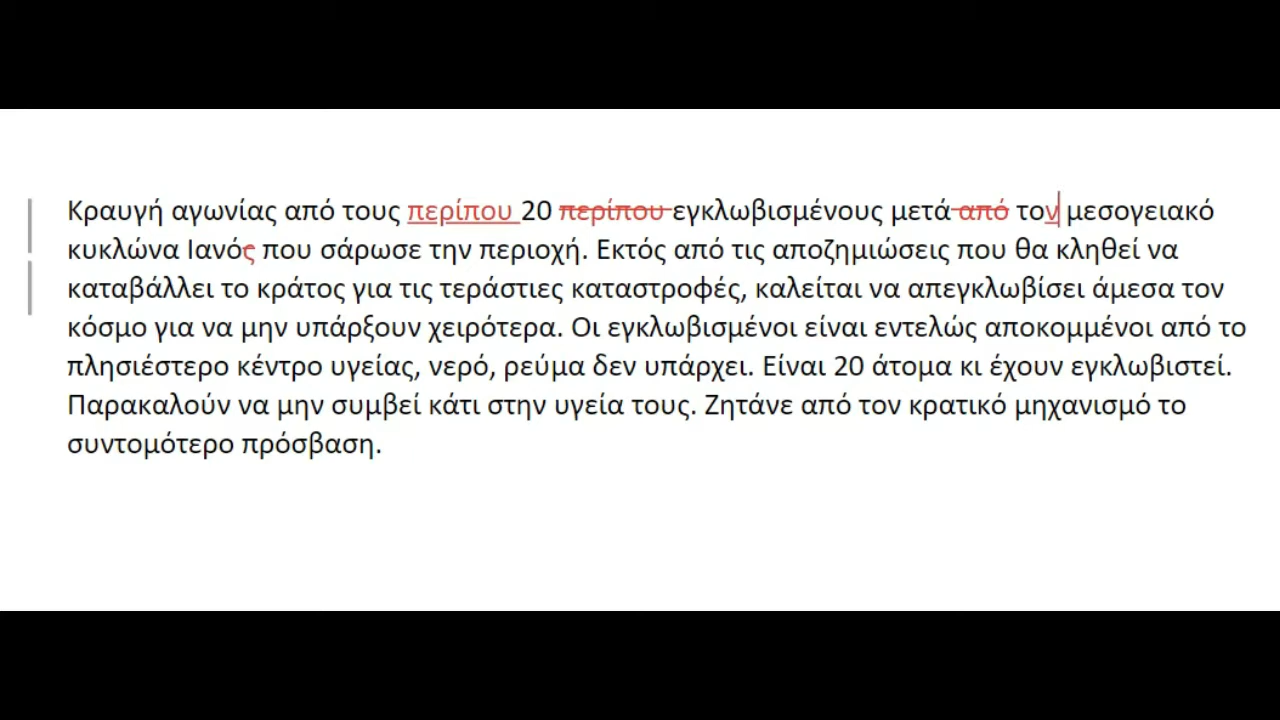 Κραυγή αγωνίας από τους περίπου 20 περίπου εγκλωβισμένους μετά από τον μεσογειακό
κυκλώνα Ιανός που σάρωσε την περιοχή. Εκτός από τις αποζημιώσεις που θα κληθεί να
καταβάλλει το κράτος για τις τεράστιες καταστροφές, καλείται να απεγκλωβίσει άμεσα τον
κόσμο για να μην υπάρξουν χειρότερα. Οι εγκλωβισμένοι είναι εντελώς αποκομμένοι από το
πλησιέστερο κέντρο υγείας, νερό, ρεύμα δεν υπάρχει. Είναι 20 άτομα κι έχουν εγκλωβιστεί.
Παρακαλούν να μην συμβεί κάτι στην υγεία τους. Ζητάνε από τον κρατικό μηχανισμό το
συντομότερο πρόσβαση.